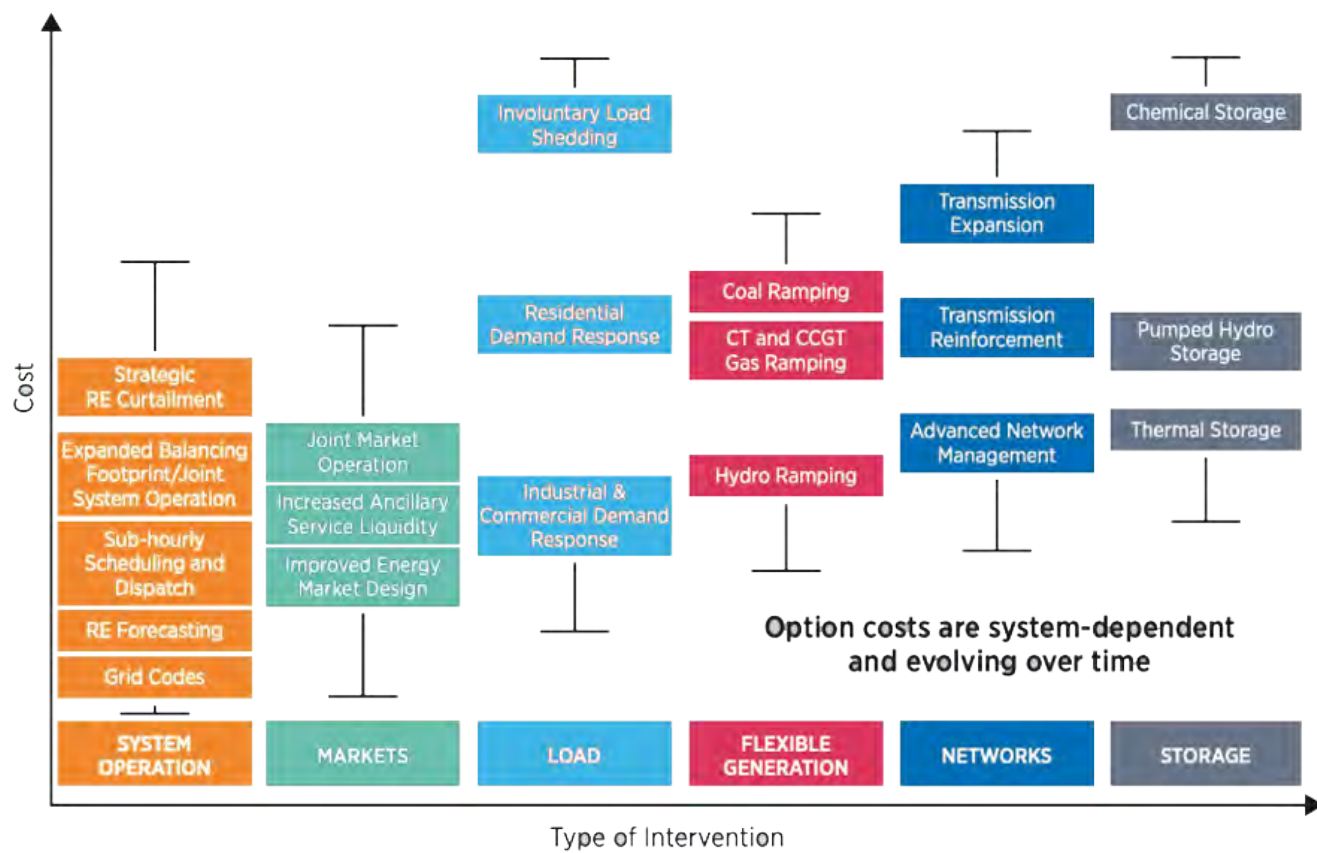 Cost
Involuntary Load
Shedding
Chemical Storage
Transmission
Expansion
Coal Ramping
Residential
Demand Response
CT and CCGT
Gas Ramping
Transmission
Reinforcement
Pumped Hydro
Storage
Strategic
RE Curtailment
Expanded Balancing
Footprint/Joint
System Operation
Joint Market
Operation
Advanced Network
Management
Thermal Storage
Hydro Ramping
Increased Ancillary
Service Liquidity
Industrial &
Commercial Demand
Response
Sub-hourly
Scheduling and
Dispatch
Improved Energy
Market Design
RE Forecasting
Grid Codes
Option costs are system-dependent
and evolving over time
SYSTEM
OPERATION
MARKETS
LOAD
FLEXIBLE
GENERATION
NETWORKS
STORAGE
Type of Intervention